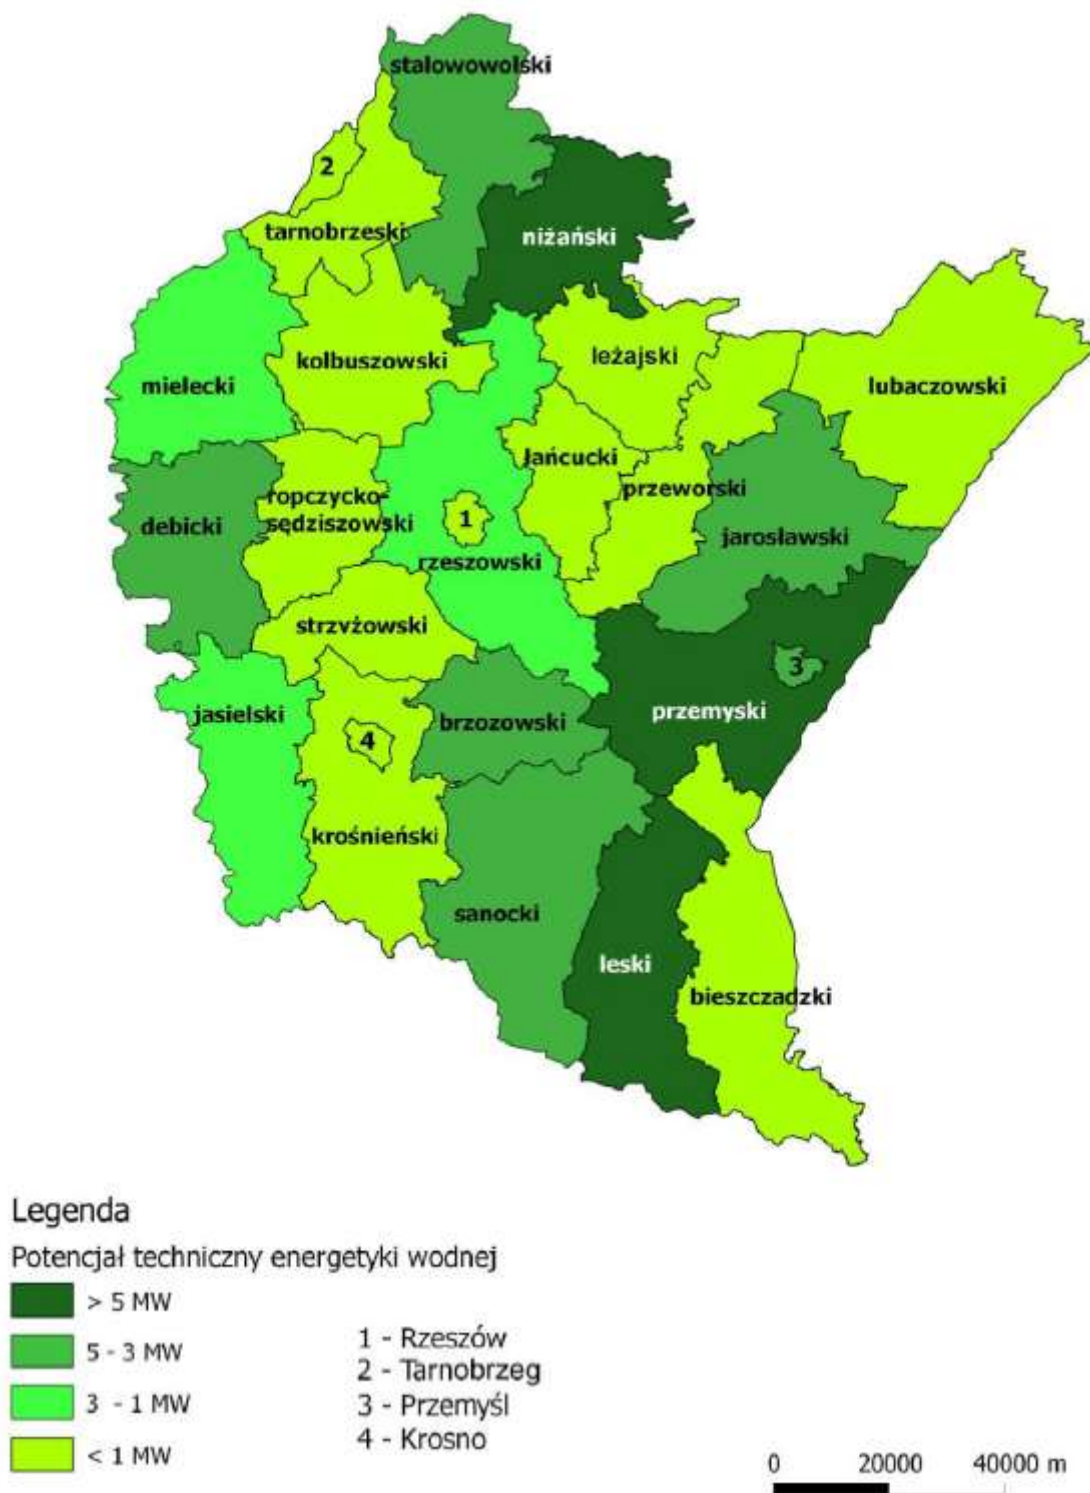 stalowowolski
2
tarnobrzeski
niżański
kolbuszowski
leżajski
mielecki
lubaczowski
łańcucki
przeworski
ropczycko-
sędziszowski
debicki
1
rzeszowski
jarosławski
strzyżowski
3
jasielski
brzozowski
przemyski
4
krośnieński
sanocki
leski
bieszczadzki
Legenda
Potencjał techniczny energetyki wodnej
> 5 MW
5 - 3 MW
3 - 1 MW
< 1 MW
1 - Rzeszów
2 - Tarnobrzeg
3 - Przemyśl
4 - Krosno
0 20000 40000 m